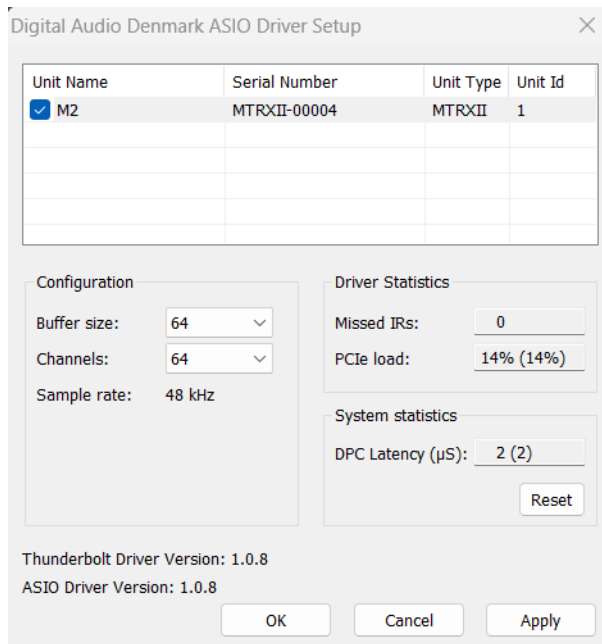 Digital Audio Denmark ASIO Driver Setup
Unit Name Serial Number Unit Type Unit Id
M2 MTRXII-00004 MTRXII 1
Configuration
Buffer size: 64
Channels: 64
Sample rate: 48 kHz
Driver Statistics
Missed IRs: 0
PCIe load: 14% (14%)
System statistics
DPC Latency (µS): 2 (2)
Reset
Thunderbolt Driver Version: 1.0.8
ASIO Driver Version: 1.0.8
OK Cancel Apply